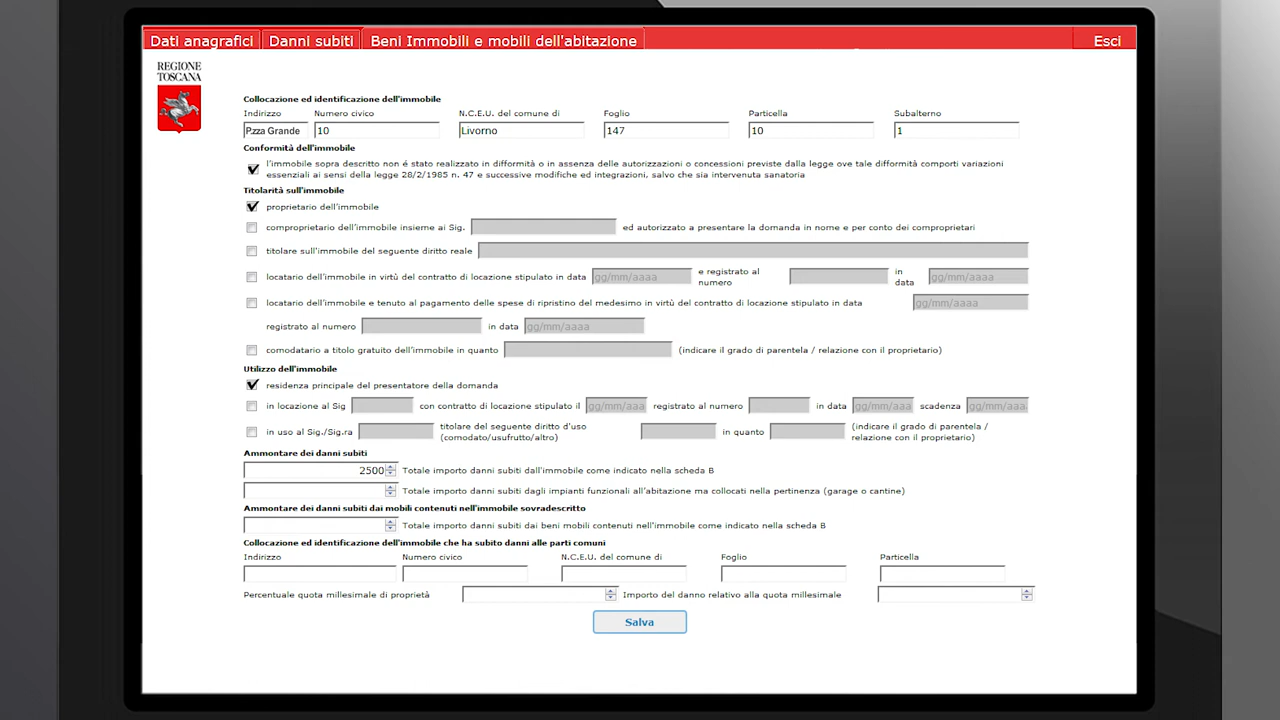 Dati anagrafici Danni subiti Beni Immobili e mobili dell'abitazione Esci
REGIONE
TOSCANA
Collocazione ed identificazione dell'immobile
Indirizzo Numero civico N.C.E.U. del comune di Foglio Particella Subalterno
P.zza Grande 10 Livorno 147 10 1
Conformità dell'immobile
l'immobile sopra descritto non é stato realizzato in difformità o in assenza delle autorizzazioni o concessioni previste dalla legge ove tale difformità comporti variazioni
essenziali ai sensi della legge 28/2/1985 n. 47 e successive modifiche ed integrazioni, salvo che sia intervenuta sanatoria
Titolarità sull'immobile
proprietario dell'immobile
comproprietario dell'immobile insieme ai Sig. ed autorizzato a presentare la domanda in nome e per conto dei comproprietari
titolare sull'immobile del seguente diritto reale
locatario dell'immobile in virtù del contratto di locazione stipulato in data gg/mm/aaaa e registrato al numero in data gg/mm/aaaa
locatario dell'immobile e tenuto al pagamento delle spese di ripristino del medesimo in virtù del contratto di locazione stipulato in data gg/mm/aaaa
registrato al numero in data gg/mm/aaaa
comodatario a titolo gratuito dell'immobile in quanto (indicare il grado di parentela / relazione con il proprietario)
Utilizzo dell'immobile
residenza principale del presentatore della domanda
in locazione al Sig con contratto di locazione stipulato il gg/mm/aaa registrato al numero in data gg/mm/aaa scadenza gg/mm/aaa
in uso al Sig./Sig.ra titolare del seguente diritto d'uso (comodato/usufrutto/altro) in quanto (indicare il grado di parentela / relazione con il proprietario)
Ammontare dei danni subiti
2500 Totale importo danni subiti dall'immobile come indicato nella scheda B
Totale importo danni subiti dagli impianti funzionali all'abitazione ma collocati nella pertinenza (garage o cantine)
Ammontare dei danni subiti dai mobili contenuti nell'immobile sovradescritto
Totale importo danni subiti dai beni mobili contenuti nell'immobile come indicato nella scheda B
Collocazione ed identificazione dell'immobile che ha subito danni alle parti comuni
Indirizzo Numero civico N.C.E.U. del comune di Foglio Particella
Percentuale quota millesimale di proprietà Importo del danno relativo alla quota millesimale
Salva